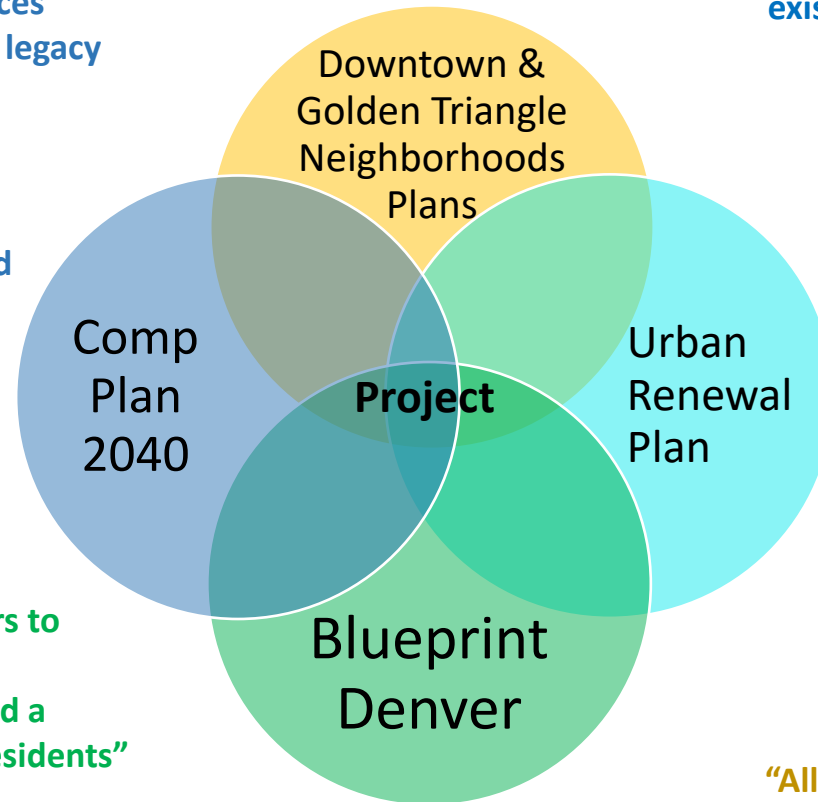 ces
legacy
exis
Downtown &
Golden Triangle
Neighborhoods
Plans
d
Comp
Plan
2040
Project
Urban
Renewal
Plan
rs to
d a
esidents”
Blueprint
Denver
“All